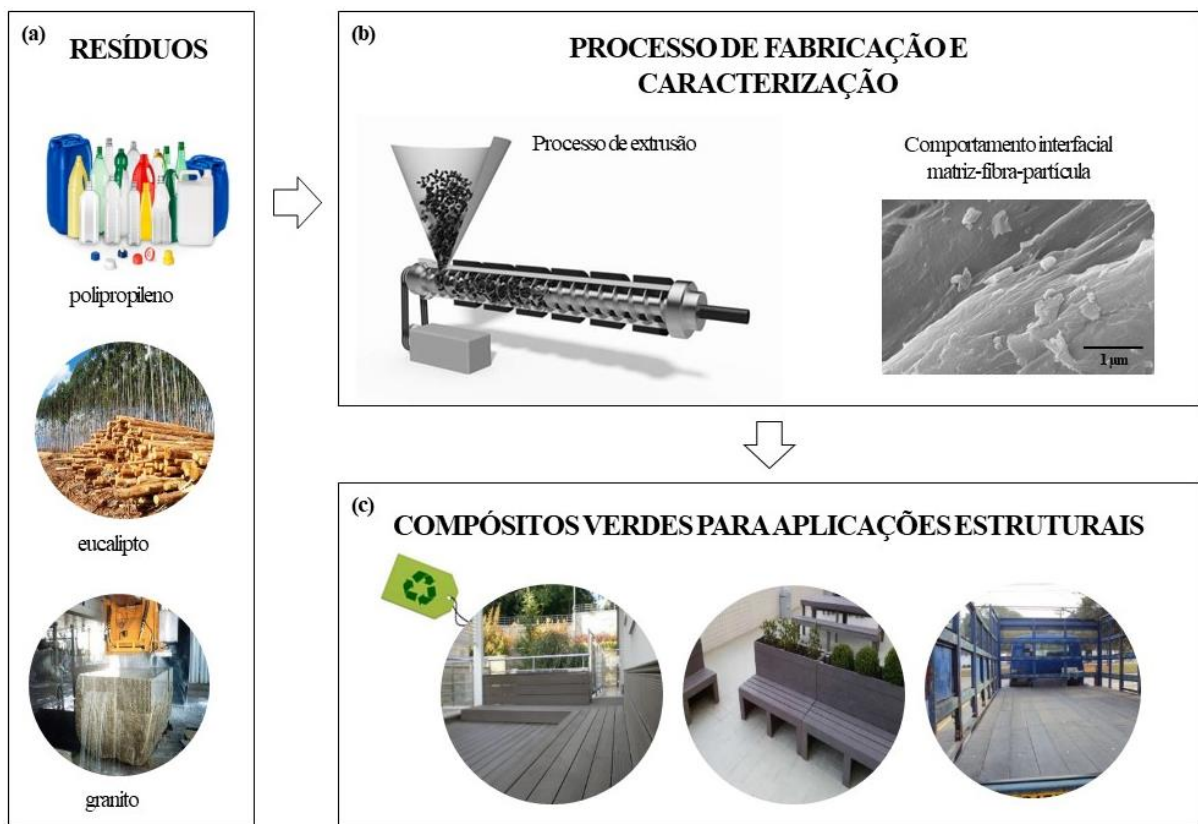 (a)
RESÍDUOS
polipropileno
eucalipto
granito
(b)
PROCESSO DE FABRICAÇÃO E
CARACTERIZAÇÃO
Processo de extrusão
Comportamento interfacial
matriz-fibra-partícula
1 µm
(c)
COMPÓSITOS VERDES PARA APLICAÇÕES ESTRUTURAIS